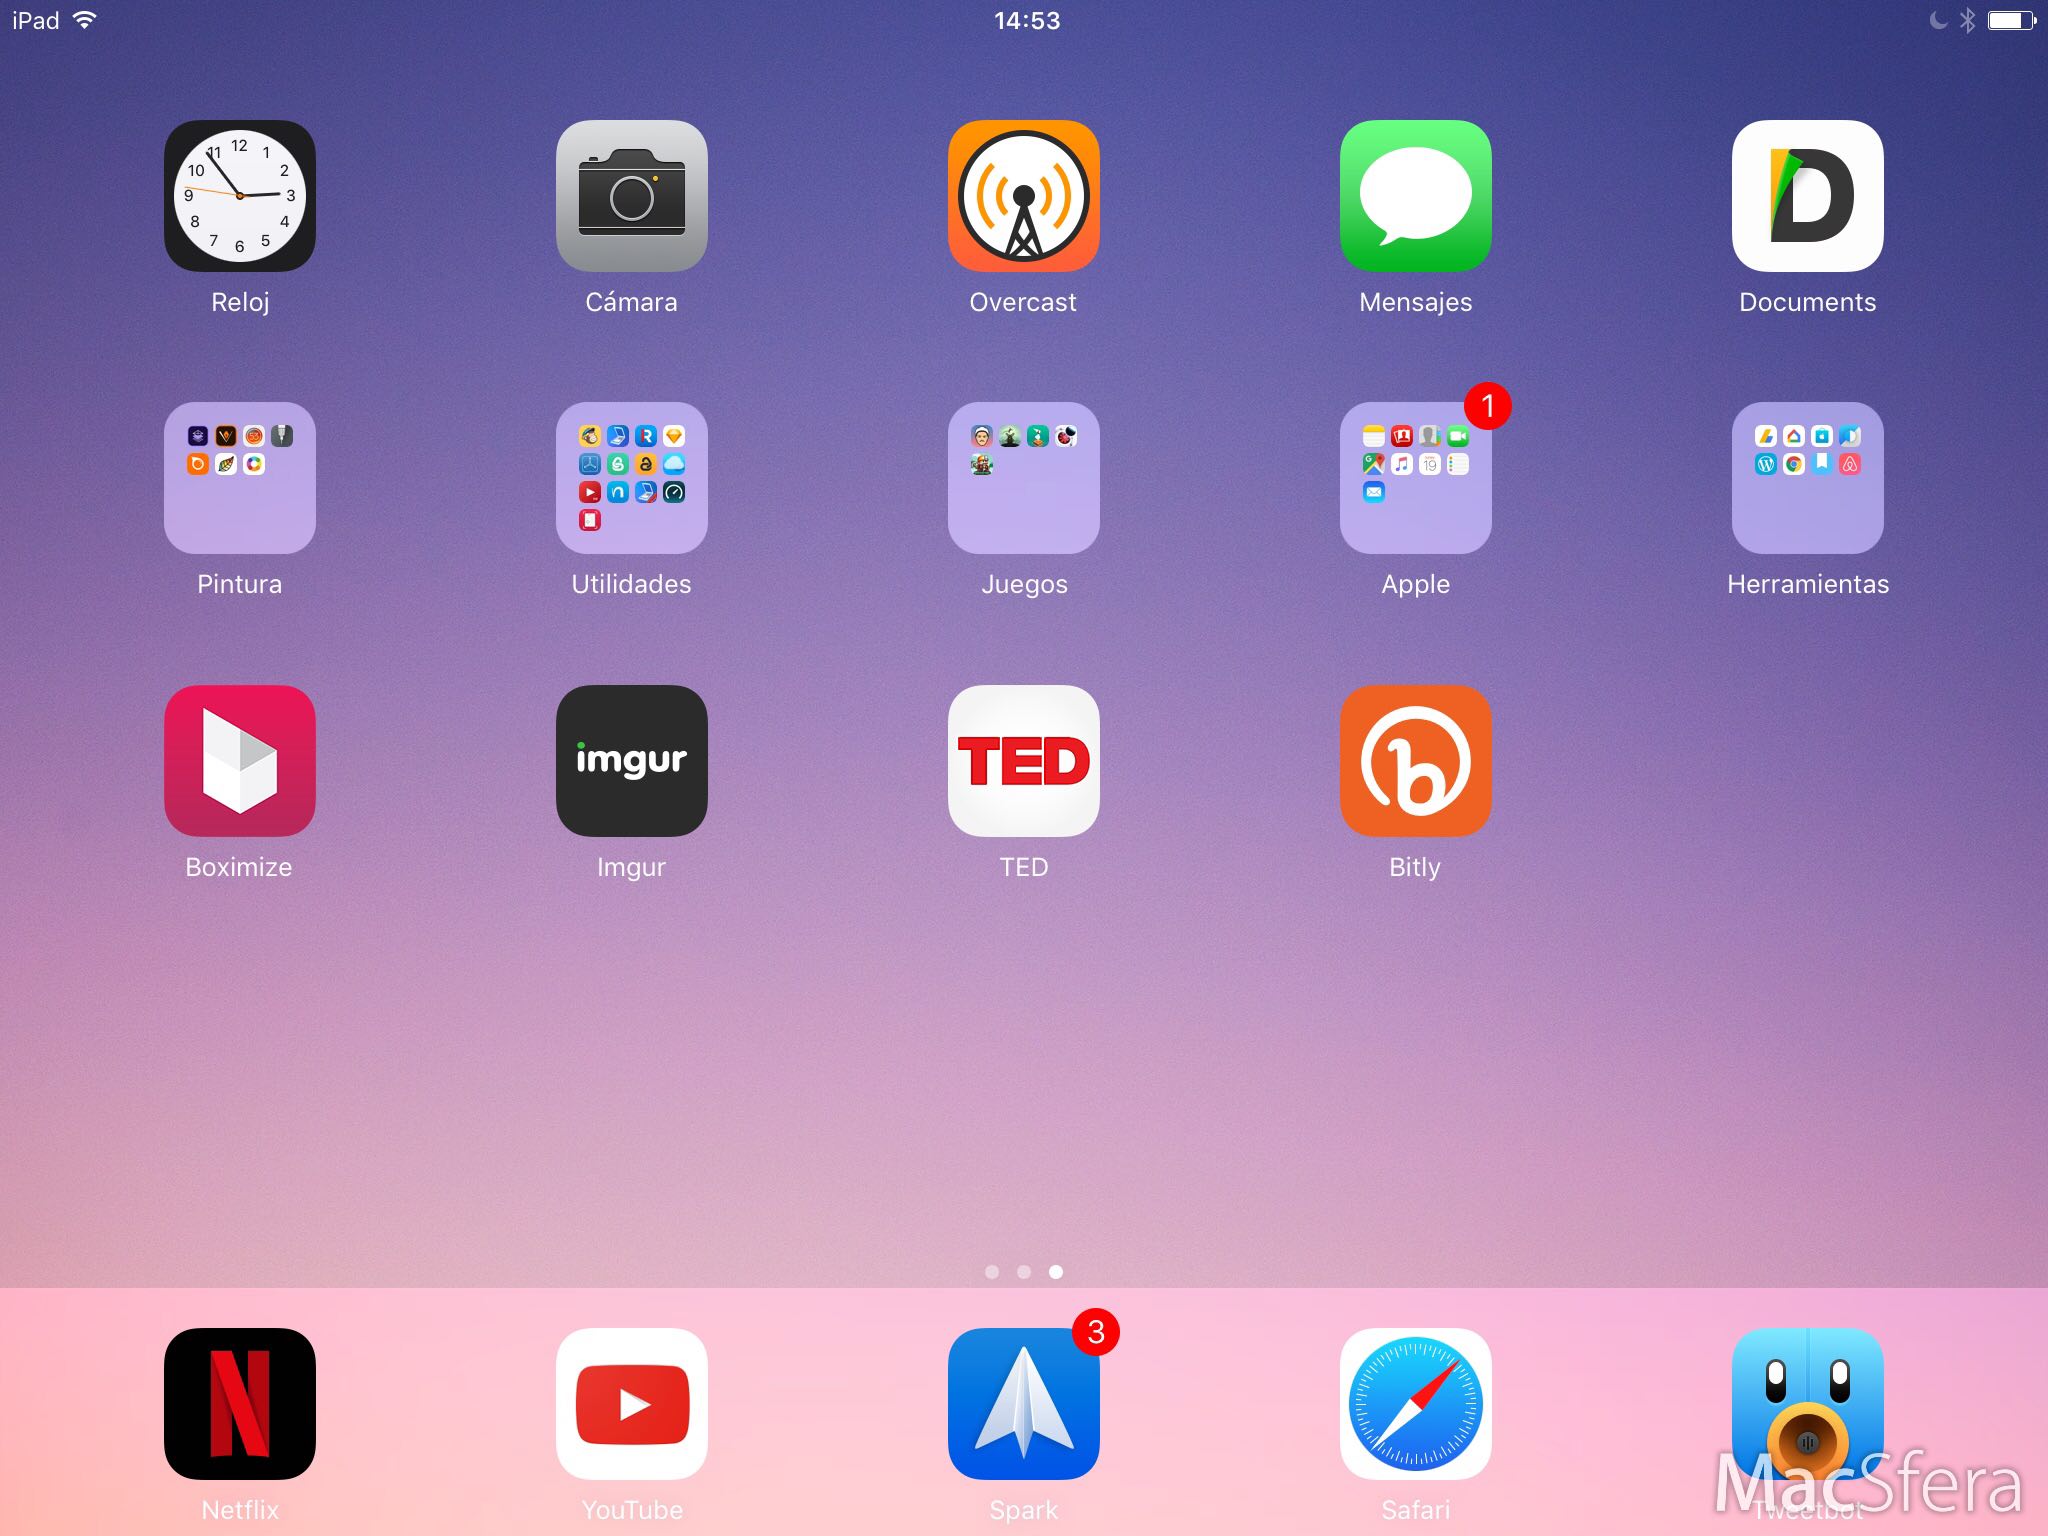 iPad 14:53
12
11 1
10 2
9 3
8 4
7 5
6
D
Reloj Cámara Overcast Mensajes Documents
1
19
Pintura Utilidades Juegos Apple Herramientas
imgur TED b
Boximize Imgur TED Bitly
3
N
Netflix YouTube Spark Safari Tweetbot
MacSfera